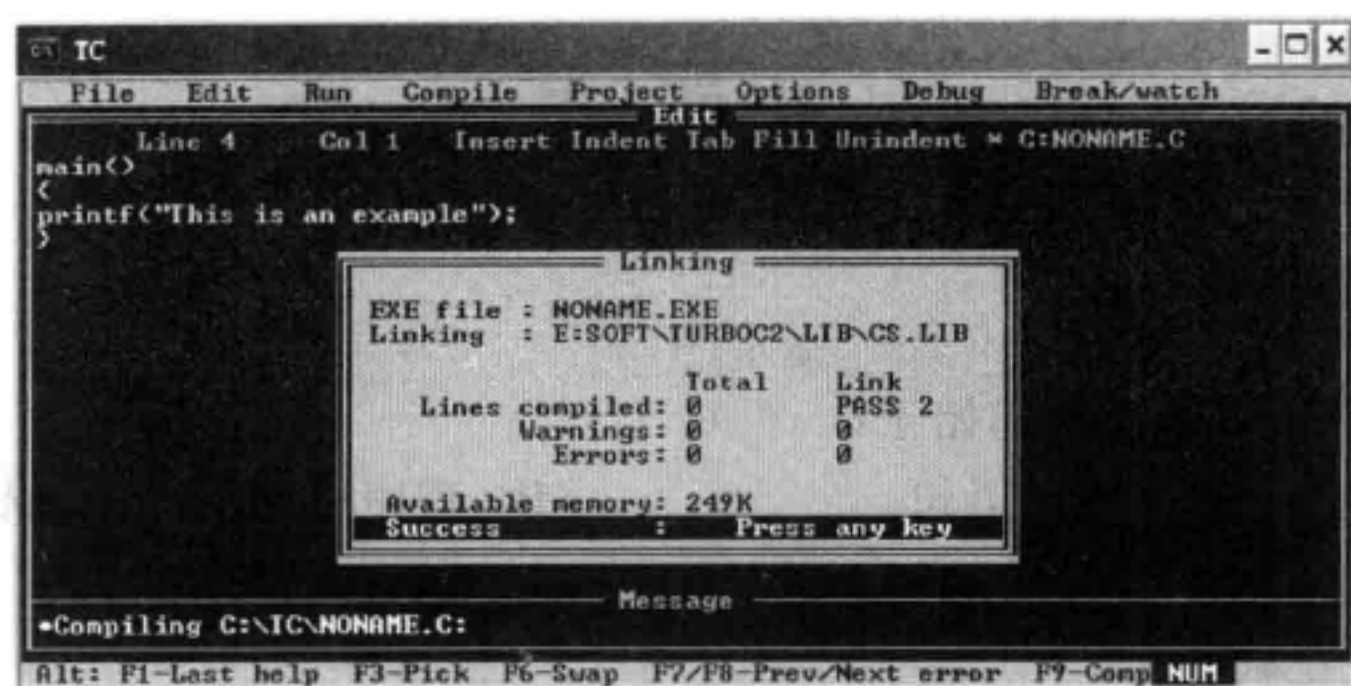 TC
File Edit Run Compile Project Options Debug Break/watch
Edit
Line 4 Col 1 Insert Indent Tab Fill Unindent * C:NONAME.C
main()
{
printf("This is an example");
}
Linking
EXE file : NONAME.EXE
Linking : E:SOFT\TURBOC2\LIB\CS.LIB
Total Link
Lines compiled: 0 PASS 2
Warnings: 0 0
Errors: 0 0
Available memory: 249K
Success : Press any key
Message
•Compiling C:\TC\NONAME.C:
Alt: F1-Last help F3-Pick F6-Swap F7/F8-Prev/Next error F9-Comp NUM